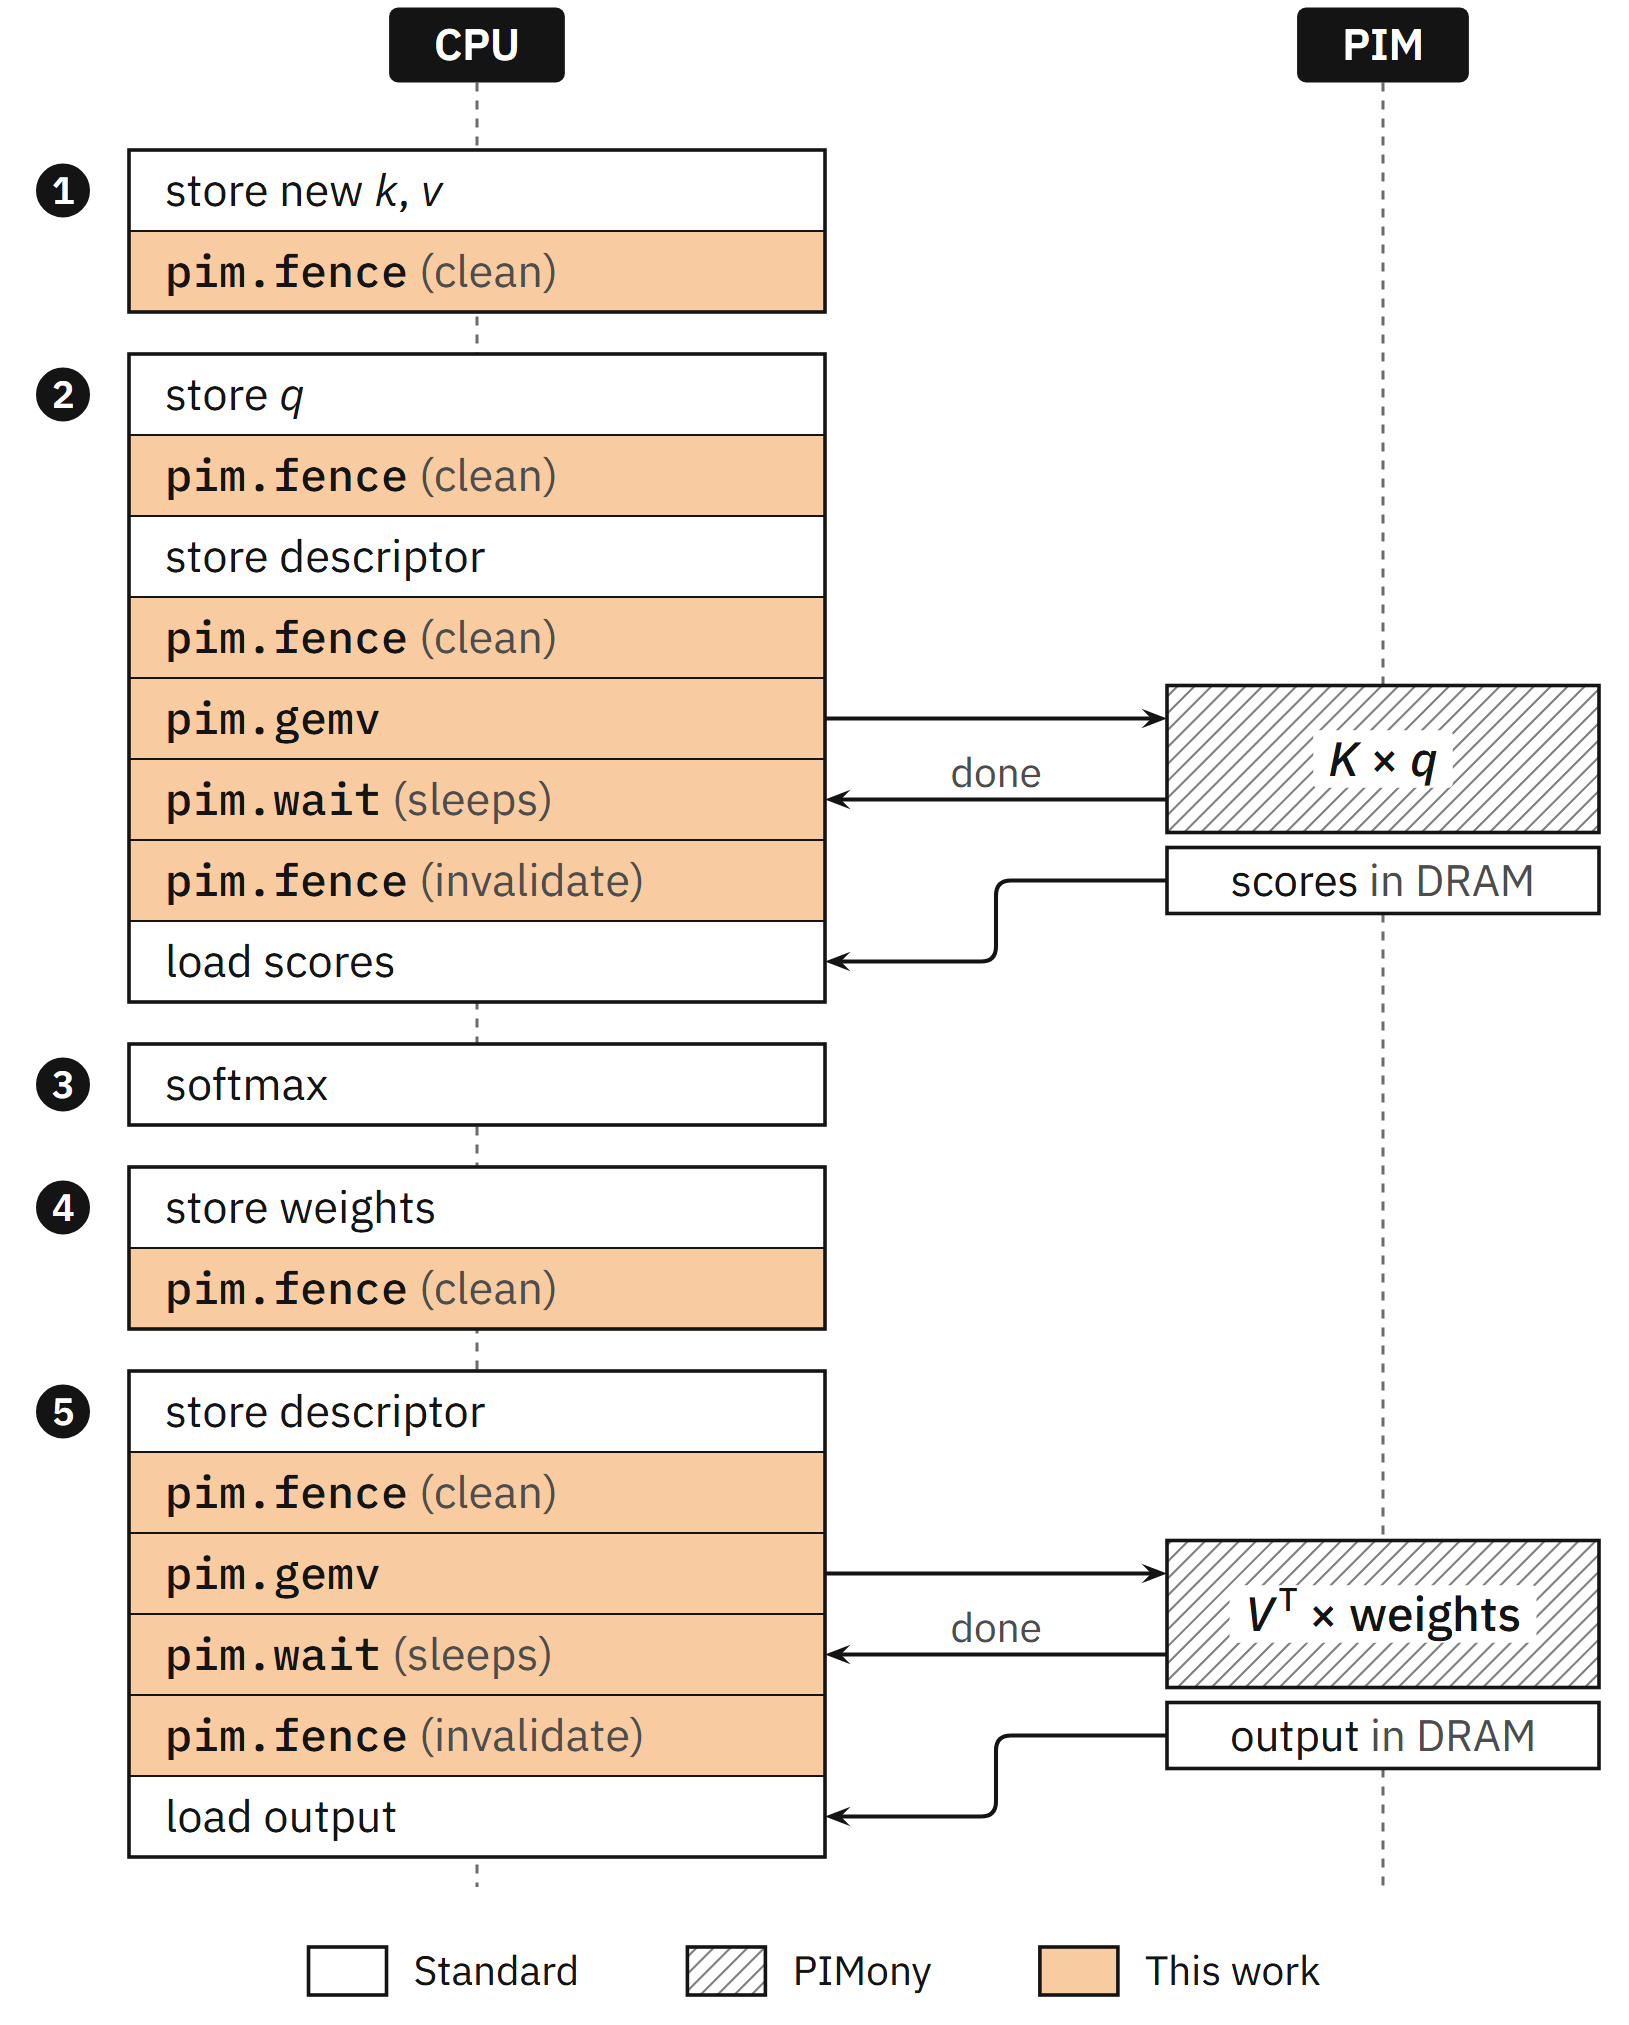 CPU
PIM
1
store new k, v
pim.fence (clean)
2
store q
pim.fence (clean)
store descriptor
pim.fence (clean)
pim.gemv
K × q
done
pim.wait (sleeps)
pim.fence (invalidate)
scores in DRAM
load scores
3
softmax
4
store weights
pim.fence (clean)
5
store descriptor
pim.fence (clean)
pim.gemv
Vᵀ × weights
done
pim.wait (sleeps)
pim.fence (invalidate)
output in DRAM
load output
Standard
PIMony
This work